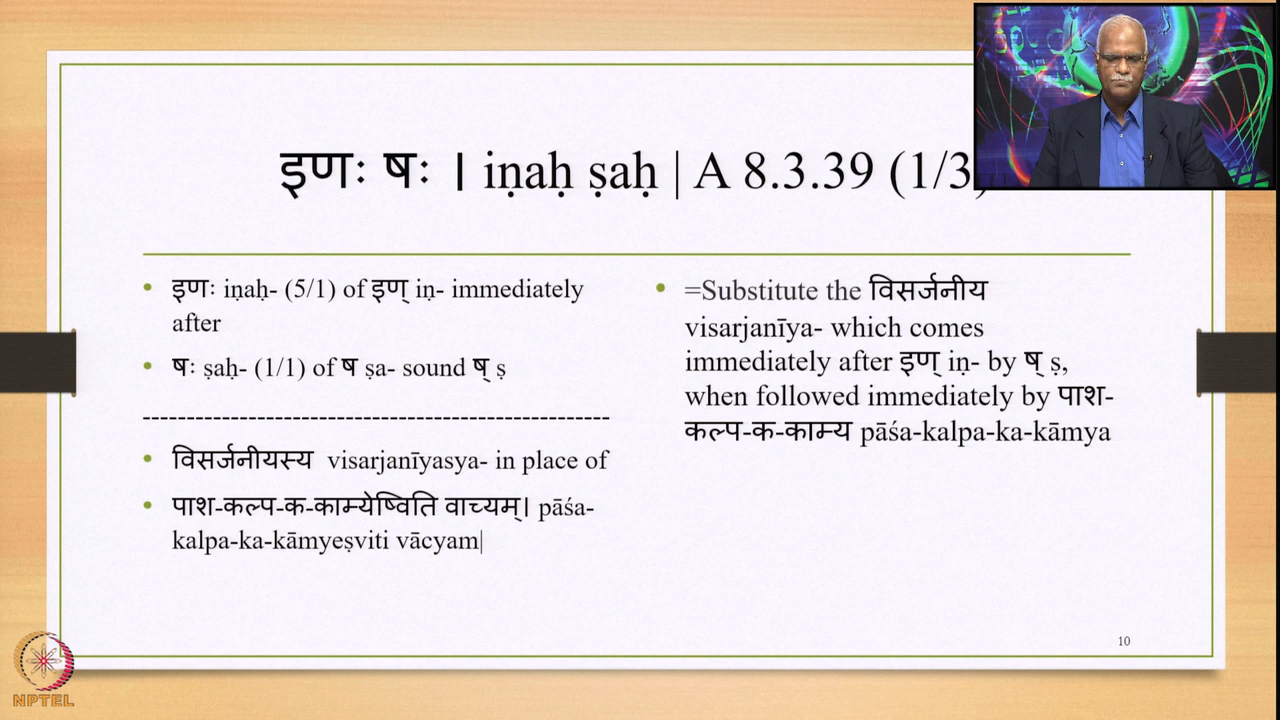 इणः षः । iṇaḥ ṣaḥ | A 8.3.39 (1/3)
इणः iṇaḥ- (5/1) of इण् iṇ- immediately
after
षः ṣaḥ- (1/1) of ष ṣa- sound ष् ṣ
------------------------------------------------------
विसर्जनीयस्य visarjanīyasya- in place of
पाश-कल्प-क-काम्येष्विति वाच्यम्। pāśa-
kalpa-ka-kāmyeṣviti vācyam|
=Substitute the विसर्जनीय
visarjanīya- which comes
immediately after इण् iṇ- by ष् ṣ,
when followed immediately by पाश-
कल्प-क-काम्य pāśa-kalpa-ka-kāmya
10
NPTEL